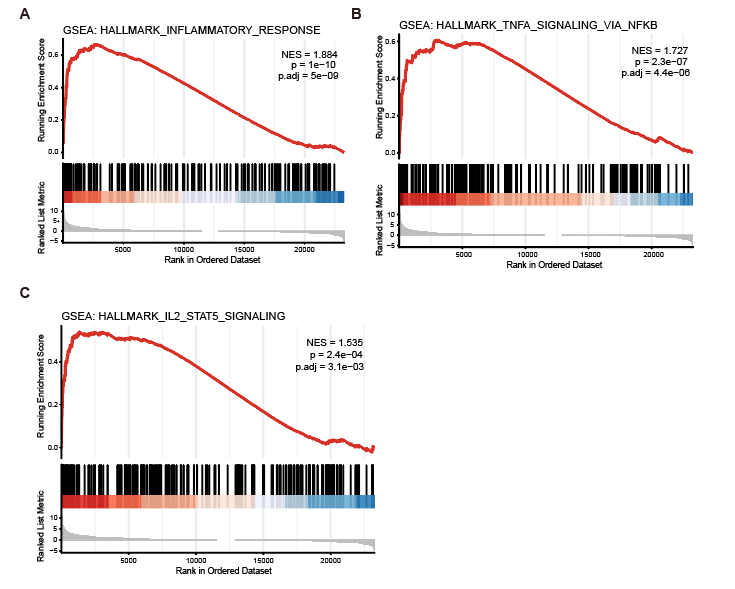 A
GSEA: HALLMARK_INFLAMMATORY_RESPONSE
NES = 1.884
p = 1e−10
p.adj = 5e−09
Running Enrichment Score
0.6
0.4
0.2
0.0
Ranked List Metric
10
5
0
−5
5000 10000 15000 20000
Rank in Ordered Dataset
B
GSEA: HALLMARK_TNFA_SIGNALING_VIA_NFKB
NES = 1.727
p = 2.3e−07
p.adj = 4.4e−06
Running Enrichment Score
0.6
0.4
0.2
0.0
Ranked List Metric
10
5
0
−5
5000 10000 15000 20000
Rank in Ordered Dataset
C
GSEA: HALLMARK_IL2_STAT5_SIGNALING
NES = 1.535
p = 2.4e−04
p.adj = 3.1e−03
Running Enrichment Score
0.4
0.2
0.0
Ranked List Metric
10
5
0
−5
5000 10000 15000 20000
Rank in Ordered Dataset